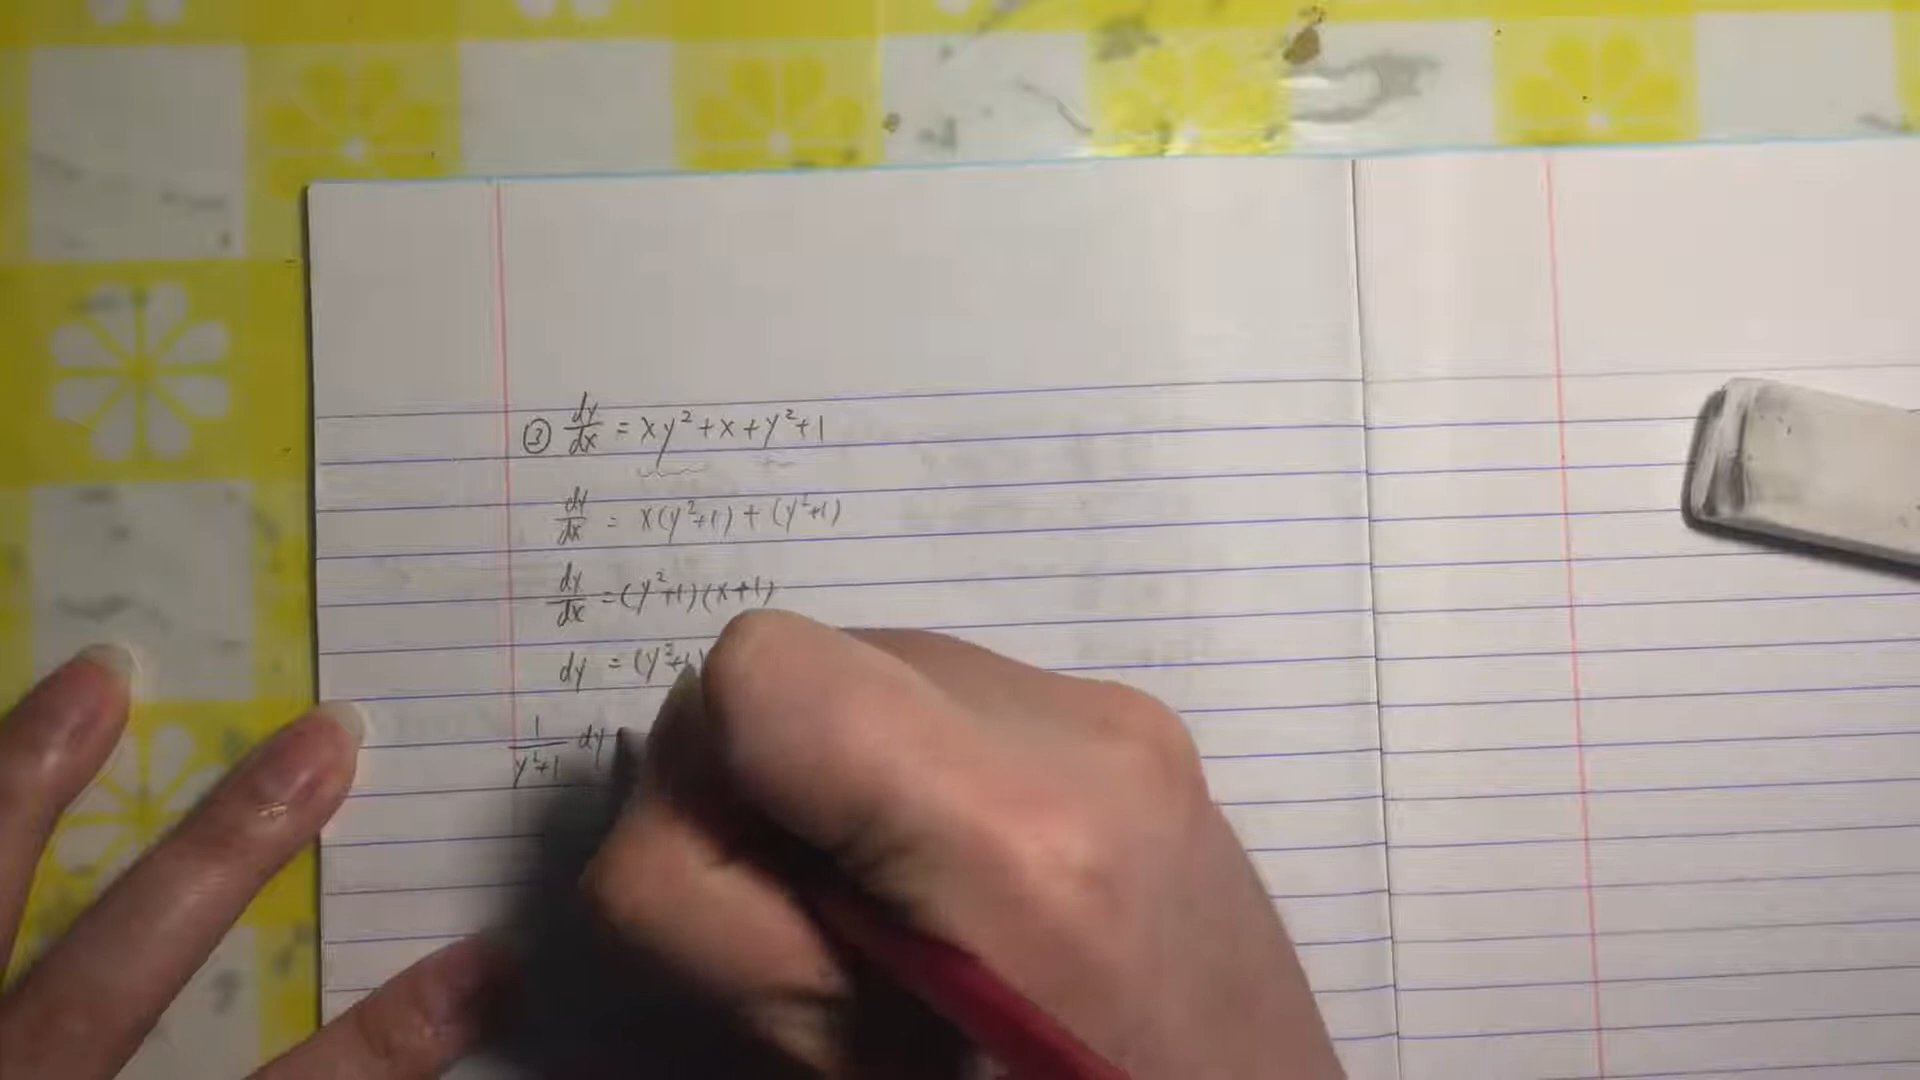 ③ dy/dx = xy²+x+y²+1
dy/dx = x(y²+1) + (y²+1)
dy/dx = (y²+1)(x+1)
dy = (y²+1)
1/(y²+1) dy